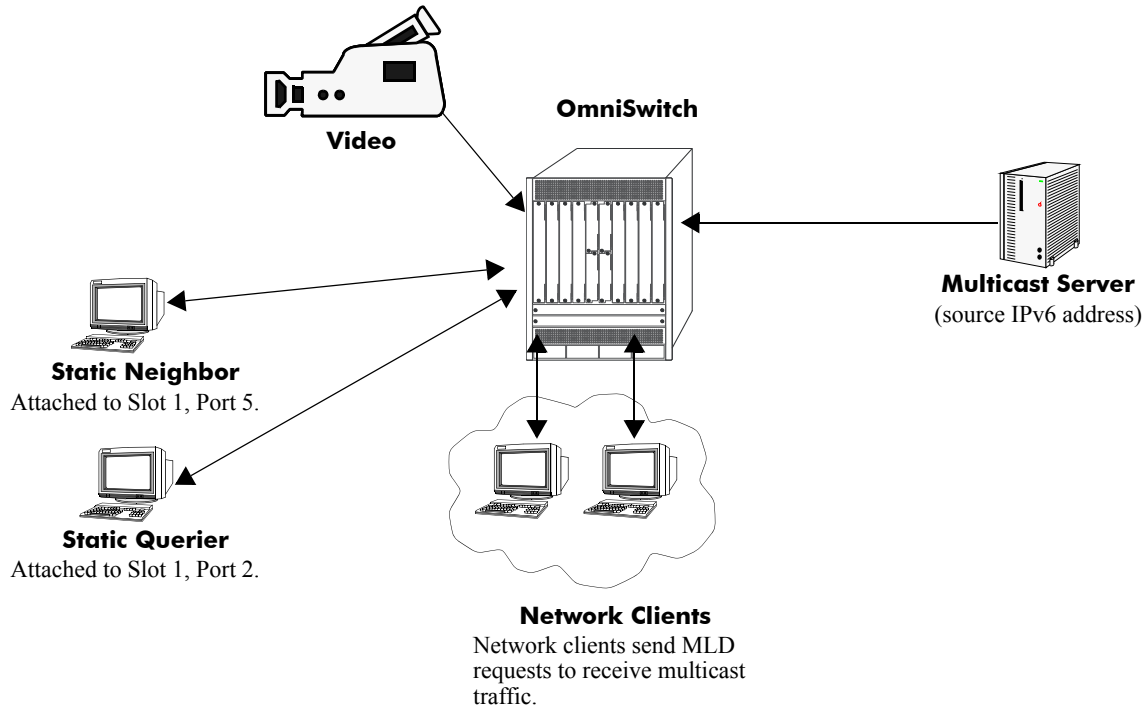 OmniSwitch
Video
Multicast Server
(source IPv6 address)
Static Neighbor
Attached to Slot 1, Port 5.
Static Querier
Attached to Slot 1, Port 2.
Network Clients
Network clients send MLD
requests to receive multicast
traffic.